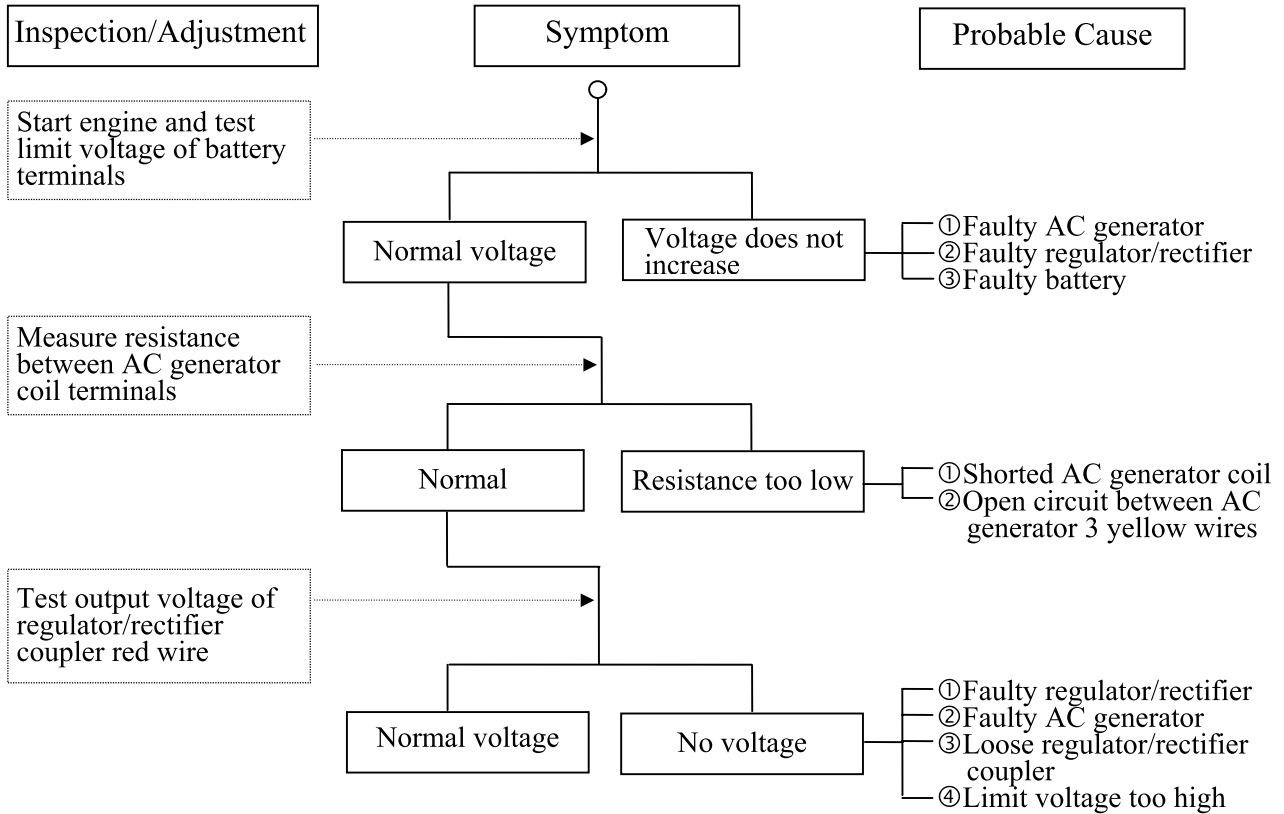 Inspection/Adjustment
Symptom
Probable Cause
Start engine and test
limit voltage of battery
terminals
Normal voltage
Voltage does not
increase
①Faulty AC generator
②Faulty regulator/rectifier
③Faulty battery
Measure resistance
between AC generator
coil terminals
Normal
Resistance too low
①Shorted AC generator coil
②Open circuit between AC
generator 3 yellow wires
Test output voltage of
regulator/rectifier
coupler red wire
Normal voltage
No voltage
①Faulty regulator/rectifier
②Faulty AC generator
③Loose regulator/rectifier
coupler
④Limit voltage too high